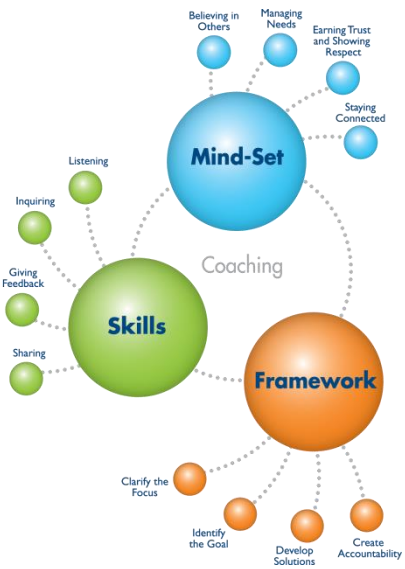 Believing in
Others
Managing
Needs
Earning Trust
and Showing
Respect
Staying
Connected
Mind-Set
Listening
Inquiring
Giving
Feedback
Sharing
Skills
Coaching
Framework
Clarify the
Focus
Identify
the Goal
Develop
Solutions
Create
Accountability